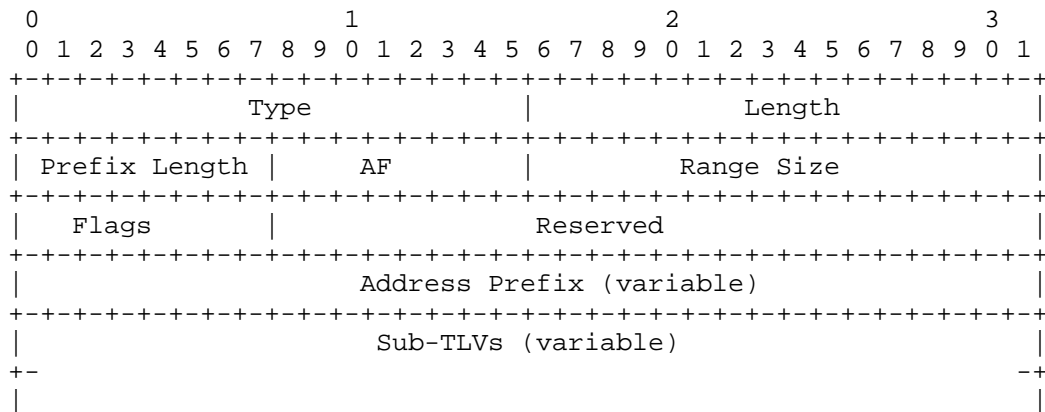 0                   1                   2                   3
 0 1 2 3 4 5 6 7 8 9 0 1 2 3 4 5 6 7 8 9 0 1 2 3 4 5 6 7 8 9 0 1
+-+-+-+-+-+-+-+-+-+-+-+-+-+-+-+-+-+-+-+-+-+-+-+-+-+-+-+-+-+-+-+-+
|              Type             |             Length            |
+-+-+-+-+-+-+-+-+-+-+-+-+-+-+-+-+-+-+-+-+-+-+-+-+-+-+-+-+-+-+-+-+
| Prefix Length |     AF        |         Range Size            |
+-+-+-+-+-+-+-+-+-+-+-+-+-+-+-+-+-+-+-+-+-+-+-+-+-+-+-+-+-+-+-+-+
|   Flags       |                Reserved                       |
+-+-+-+-+-+-+-+-+-+-+-+-+-+-+-+-+-+-+-+-+-+-+-+-+-+-+-+-+-+-+-+-+
|                     Address Prefix (variable)                 |
+-+-+-+-+-+-+-+-+-+-+-+-+-+-+-+-+-+-+-+-+-+-+-+-+-+-+-+-+-+-+-+-+
|                      Sub-TLVs (variable)                      |
+-                                                             -+
|                                                               |